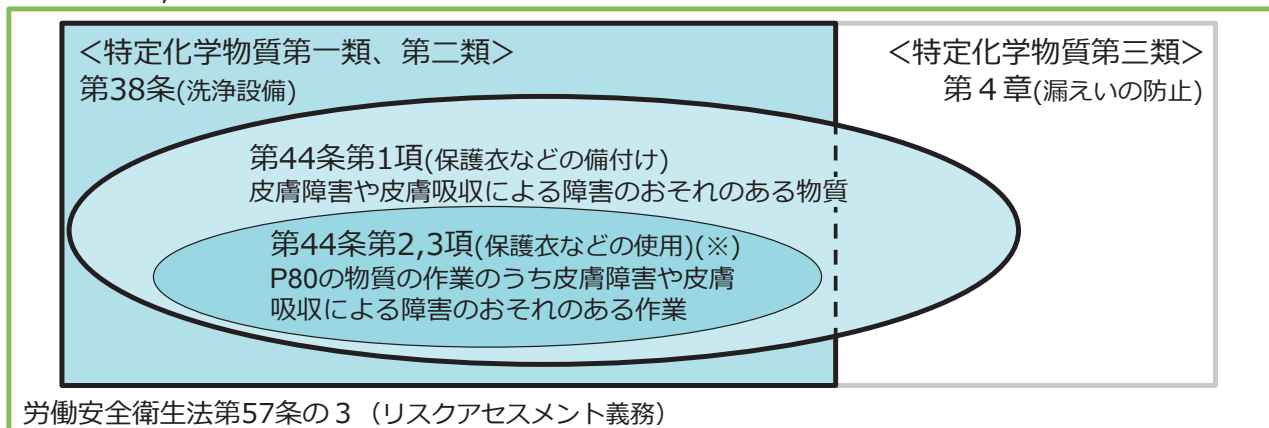 <特定化学物質第一類、第二類>
第38条(洗浄設備)
<特定化学物質第三類>
第４章(漏えいの防止)
第44条第1項(保護衣などの備付け)
皮膚障害や皮膚吸収による障害のおそれのある物質
第44条第2,3項(保護衣などの使用)(※)
P80の物質の作業のうち皮膚障害や皮膚
吸収による障害のおそれのある作業
労働安全衛生法第57条の３（リスクアセスメント義務）